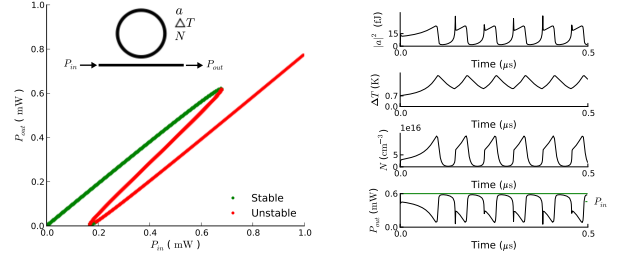 a
△T
N
P_in
P_out
1.0
0.8
0.6
0.4
0.2
0.0
P_out ( mW )
Stable
Unstable
0.0 0.2 0.4 0.6 0.8 1.0
P_in ( mW )
|a|² (fJ)
15
0
0.0 0.5
Time (μs)
△T (K)
0.7
0.0
0.0 0.5
Time (μs)
1e16
N (cm⁻³)
5
0
0.0 0.5
Time (μs)
P_out (mW)
0.6
0.0
P_in
0.0 0.5
Time (μs)